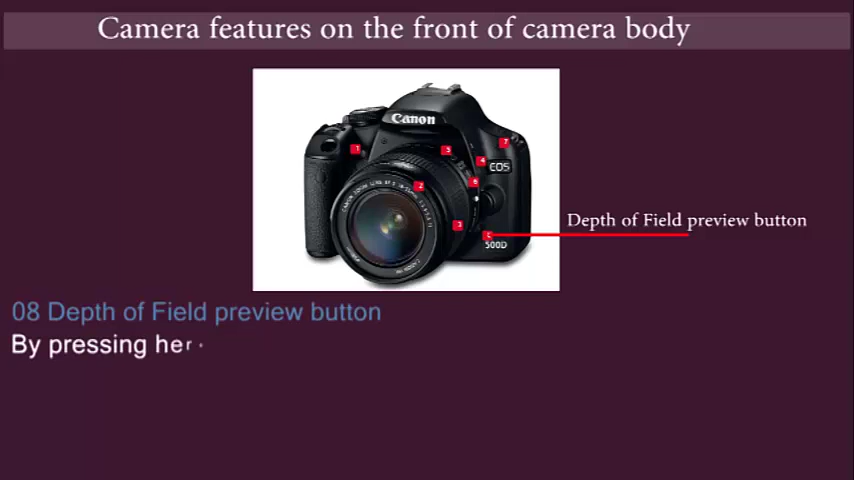 Camera features on the front of camera body
Canon
EOS
500D
Depth of Field preview button
08 Depth of Field preview button
By pressing her